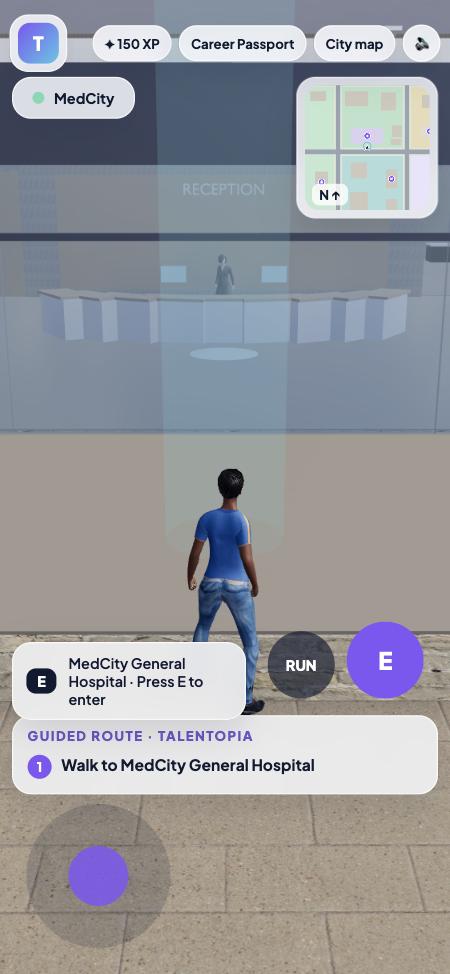 T
150 XP
Career Passport
City map
MedCity
N ↑
RECEPTION
E
MedCity General
Hospital · Press E to
enter
RUN
E
GUIDED ROUTE · TALENTOPIA
1
Walk to MedCity General Hospital